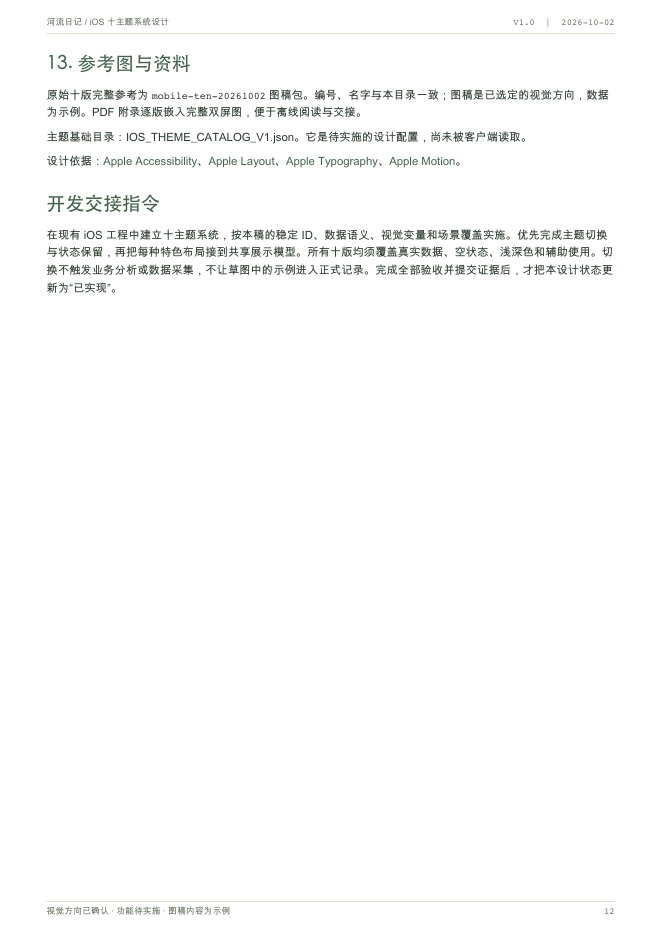 河流日记 / iOS 十主题系统设计
V1.0 | 2026-10-02
13. 参考图与资料
原始十版完整参考为 mobile-ten-20261002 图稿包。编号、名字与本目录一致；图稿是已选定的视觉方向，数据
为示例。PDF 附录逐版嵌入完整双屏图，便于离线阅读与交接。
主题基础目录：IOS_THEME_CATALOG_V1.json。它是待实施的设计配置，尚未被客户端读取。
设计依据：Apple Accessibility、Apple Layout、Apple Typography、Apple Motion。
开发交接指令
在现有 iOS 工程中建立十主题系统，按本稿的稳定 ID、数据语义、视觉变量和场景覆盖实施。优先完成主题切换
与状态保留，再把每种特色布局接到共享展示模型。所有十版均须覆盖真实数据、空状态、浅深色和辅助使用。切
换不触发业务分析或数据采集，不让草图中的示例进入正式记录。完成全部验收并提交证据后，才把本设计状态更
新为“已实现”。
视觉方向已确认 · 功能待实施 · 图稿内容为示例
12